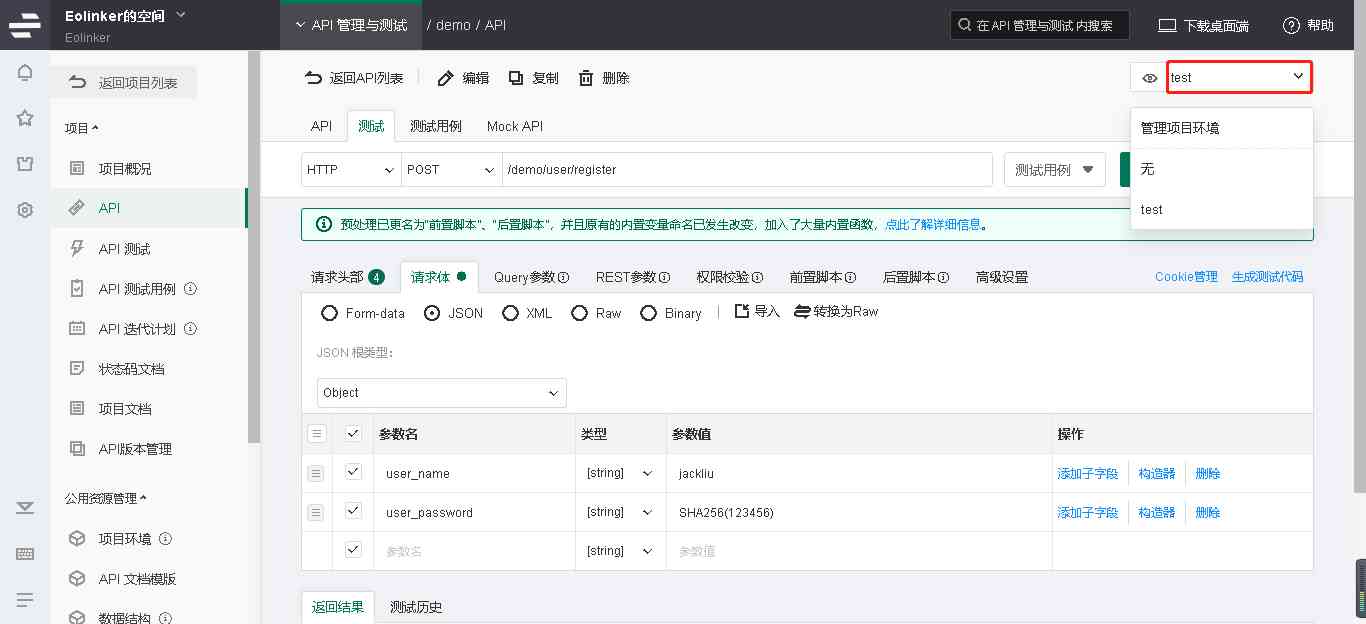 Eolinker的空间
Eolinker
API 管理与测试 / demo / API
在 API 管理与测试 内搜索
下载桌面端
帮助
返回项目列表
项目
项目概况
API
API 测试
API 测试用例
API 迭代计划
状态码文档
项目文档
API版本管理
公用资源管理
项目环境
API 文档模版
数据结构
返回API列表 编辑 复制 删除
test
管理项目环境
无
test
API 测试 测试用例 Mock API
HTTP POST /demo/user/register 测试用例
预处理已更名为"前置脚本"、"后置脚本"，并且原有的内置变量命名已发生改变，加入了大量内置函数，点此了解详细信息。
请求头部 4 请求体 Query参数 REST参数 权限校验 前置脚本 后置脚本 高级设置 Cookie管理 生成测试代码
Form-data JSON XML Raw Binary 导入 转换为Raw
JSON 根类型：
Object
参数名 类型 参数值 操作
user_name [string] jackliu 添加子字段 构造器 删除
user_password [string] SHA256(123456) 添加子字段 构造器 删除
参数名 [string] 参数值
返回结果 测试历史